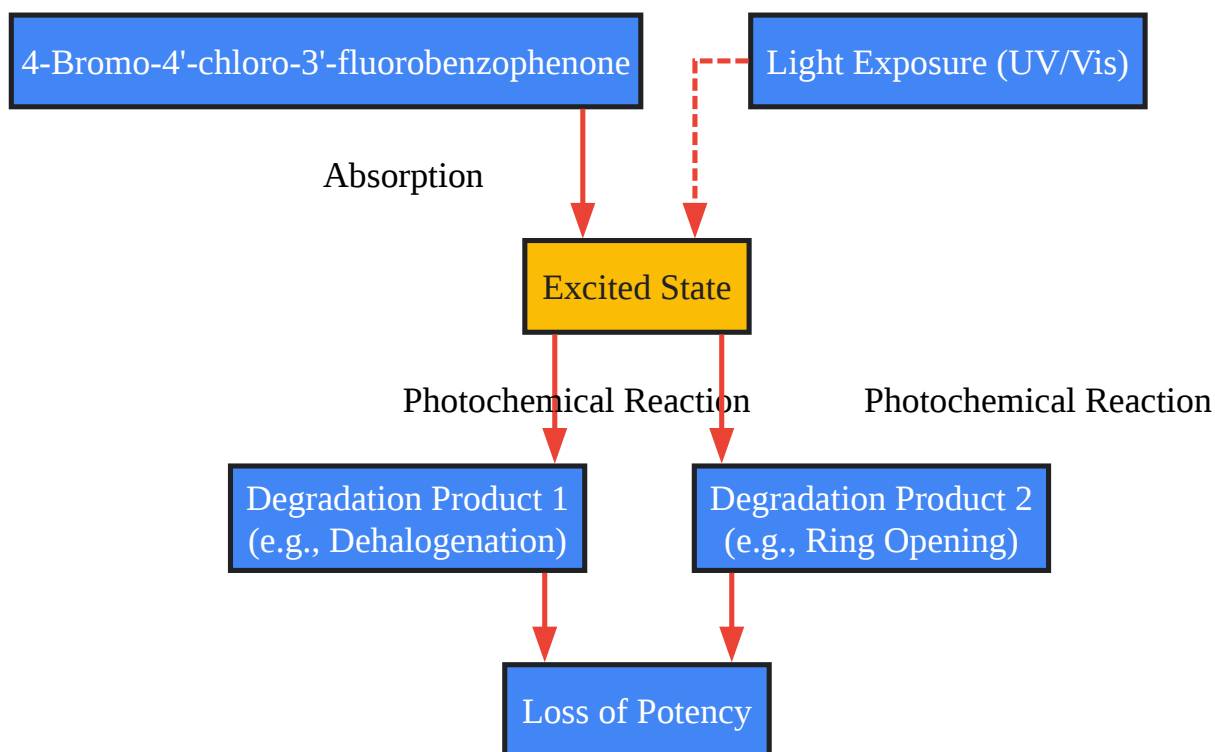 4-Bromo-4'-chloro-3'-fluorobenzophenone
Light Exposure (UV/Vis)
Absorption
Excited State
Photochemical Reaction
Photochemical Reaction
Degradation Product 1
(e.g., Dehalogenation)
Degradation Product 2
(e.g., Ring Opening)
Loss of Potency